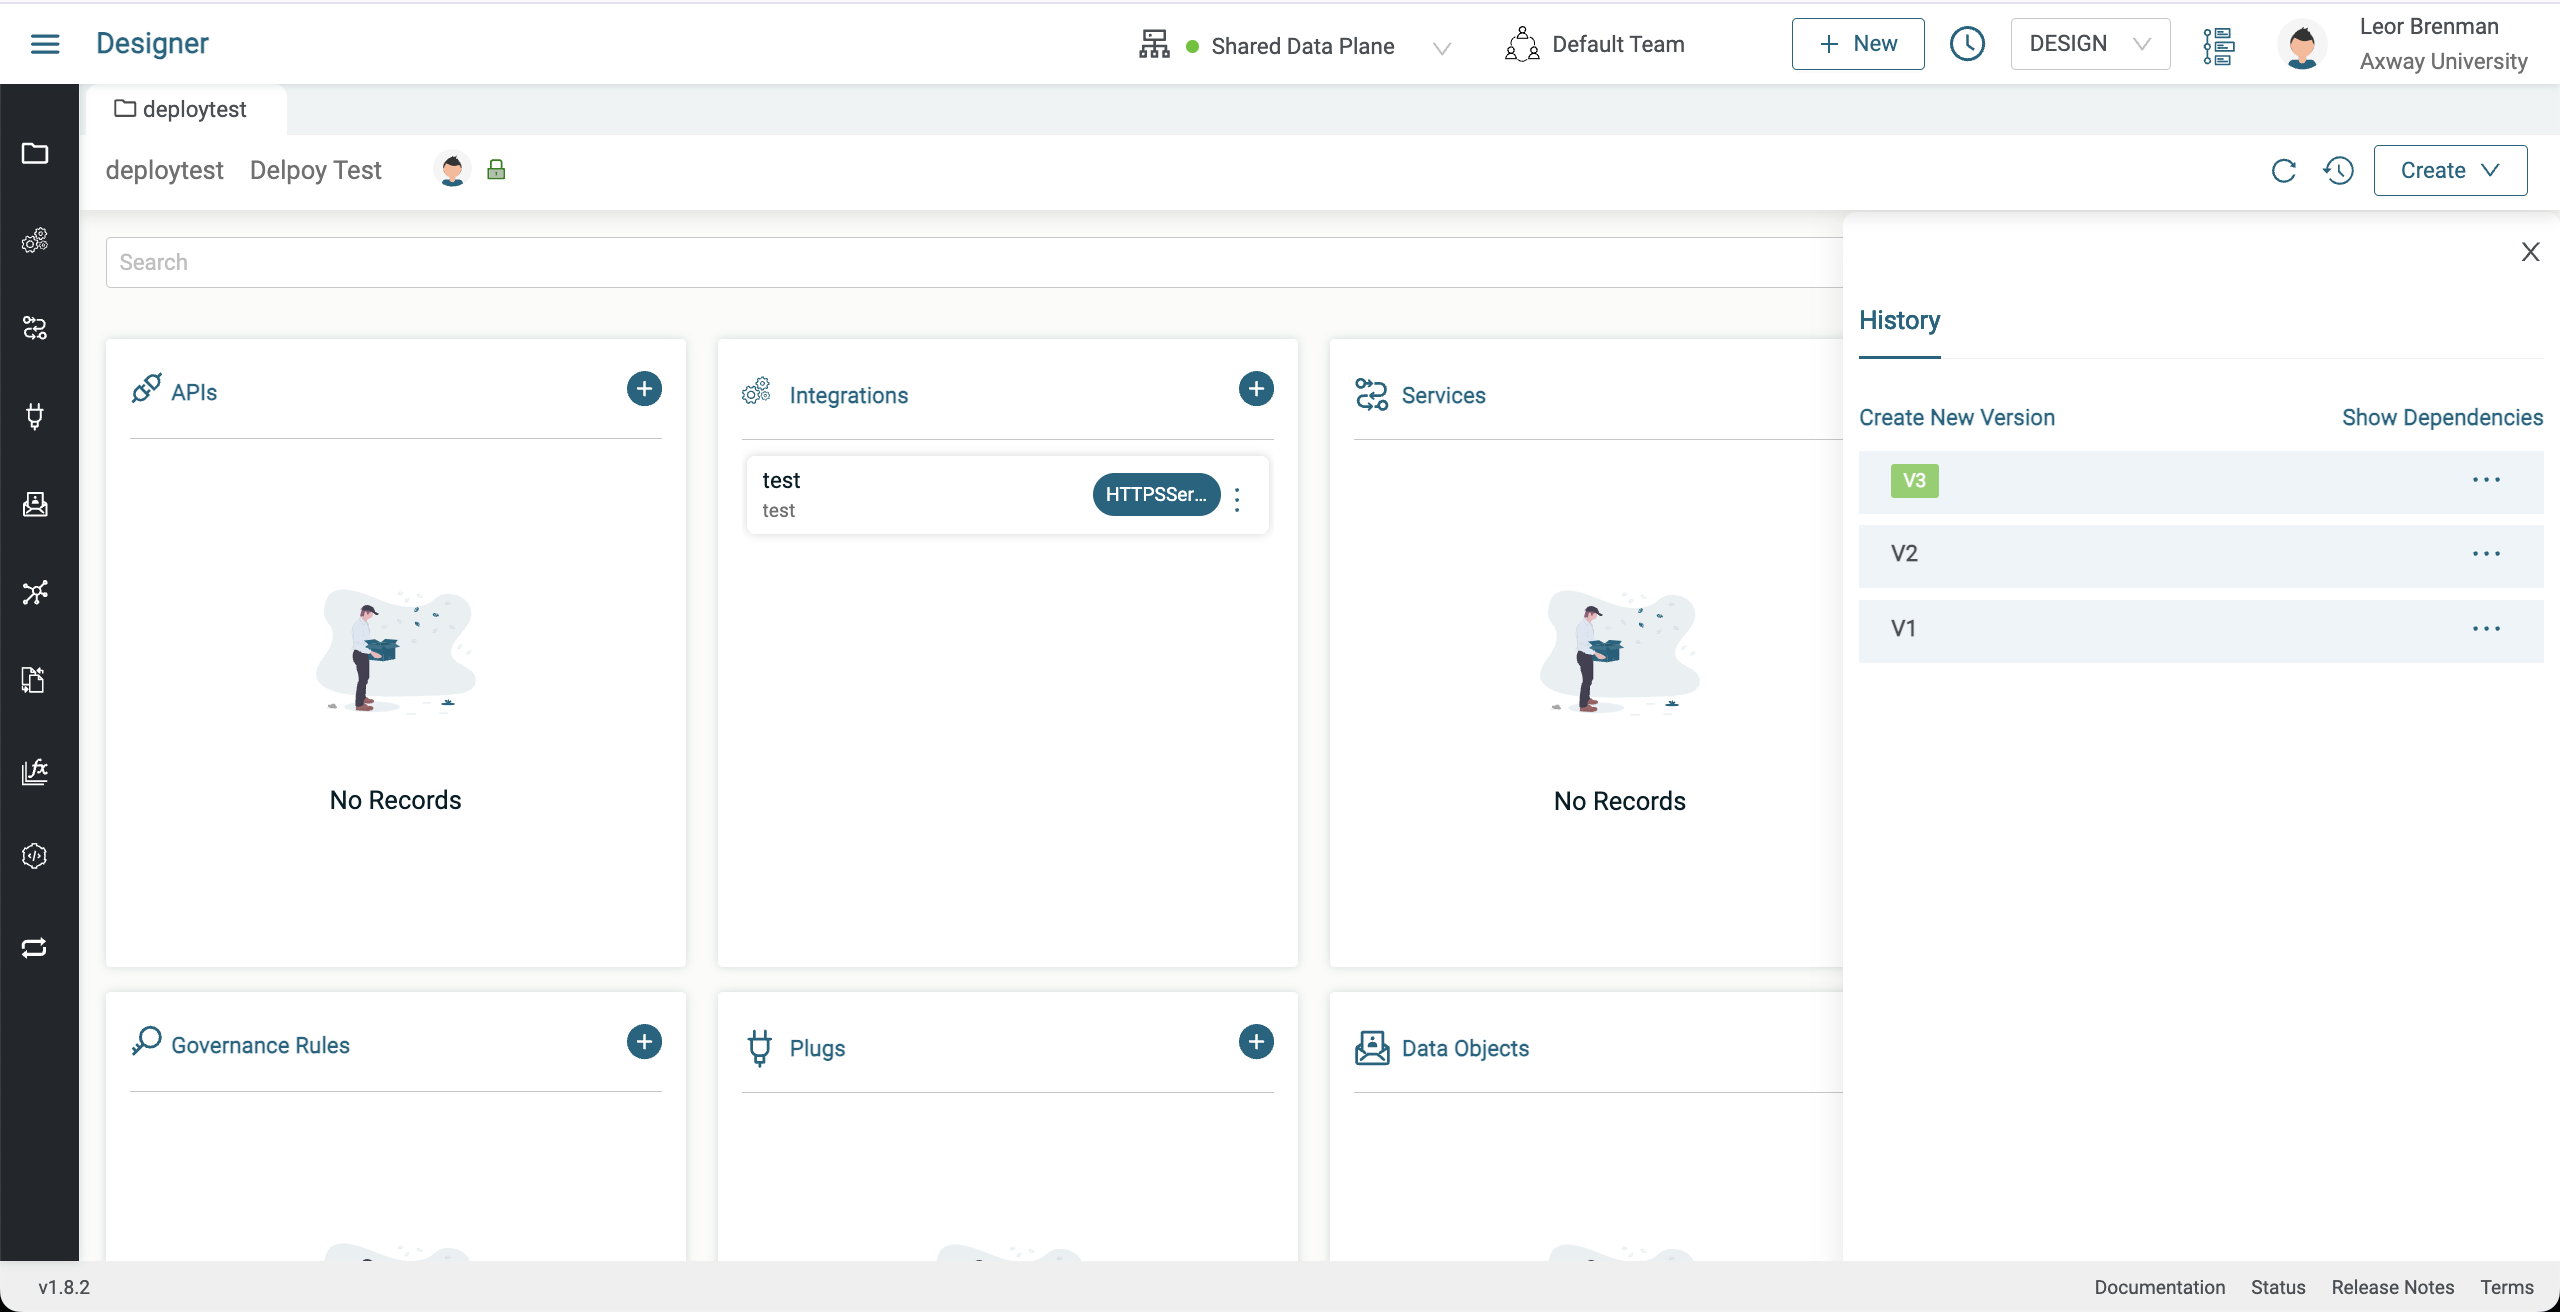 Designer
Shared Data Plane
Default Team
+ New
DESIGN
Leor Brenman
Axway University
deploytest
deploytest Delpoy Test
Create
Search
History
Create New Version
Show Dependencies
V3
V2
V1
APIs
No Records
Integrations
test
test
HTTPSSer...
Services
No Records
Governance Rules
Plugs
Data Objects
v1.8.2
Documentation Status Release Notes Terms